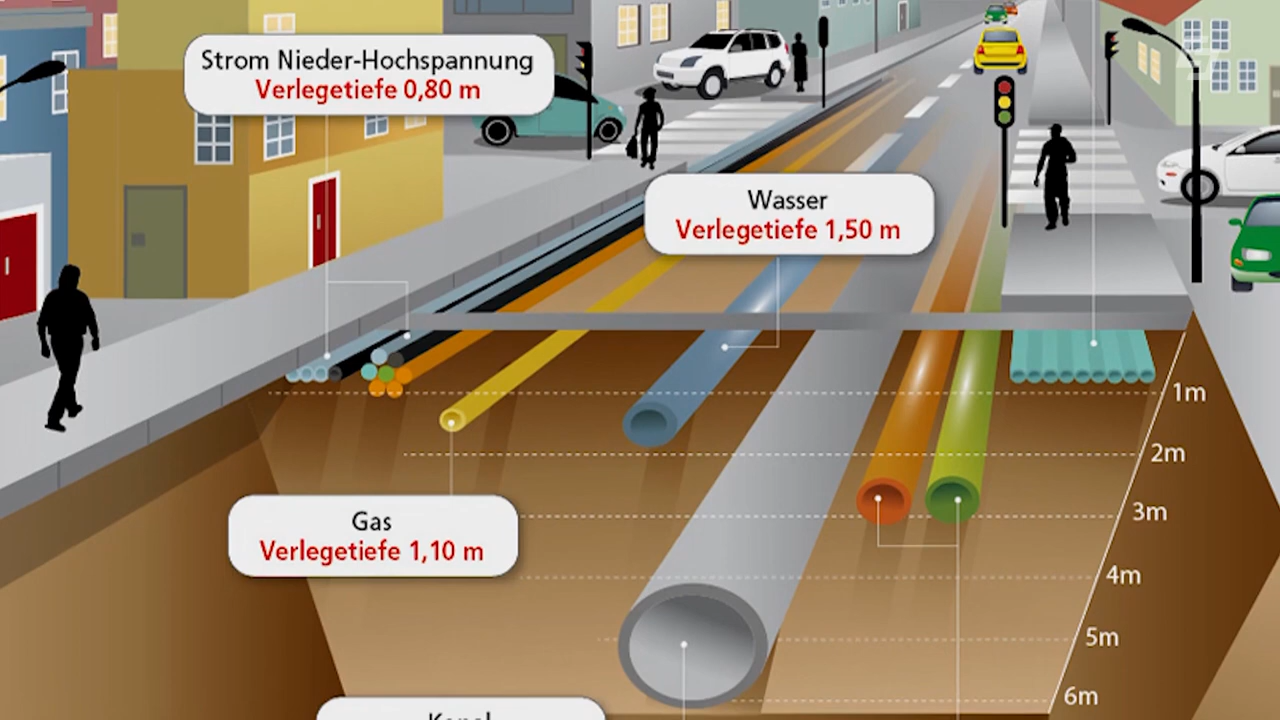 Strom Nieder-Hochspannung
Verlegetiefe 0,80 m
Wasser
Verlegetiefe 1,50 m
1m
2m
3m
4m
5m
6m
Gas
Verlegetiefe 1,10 m
Kanal